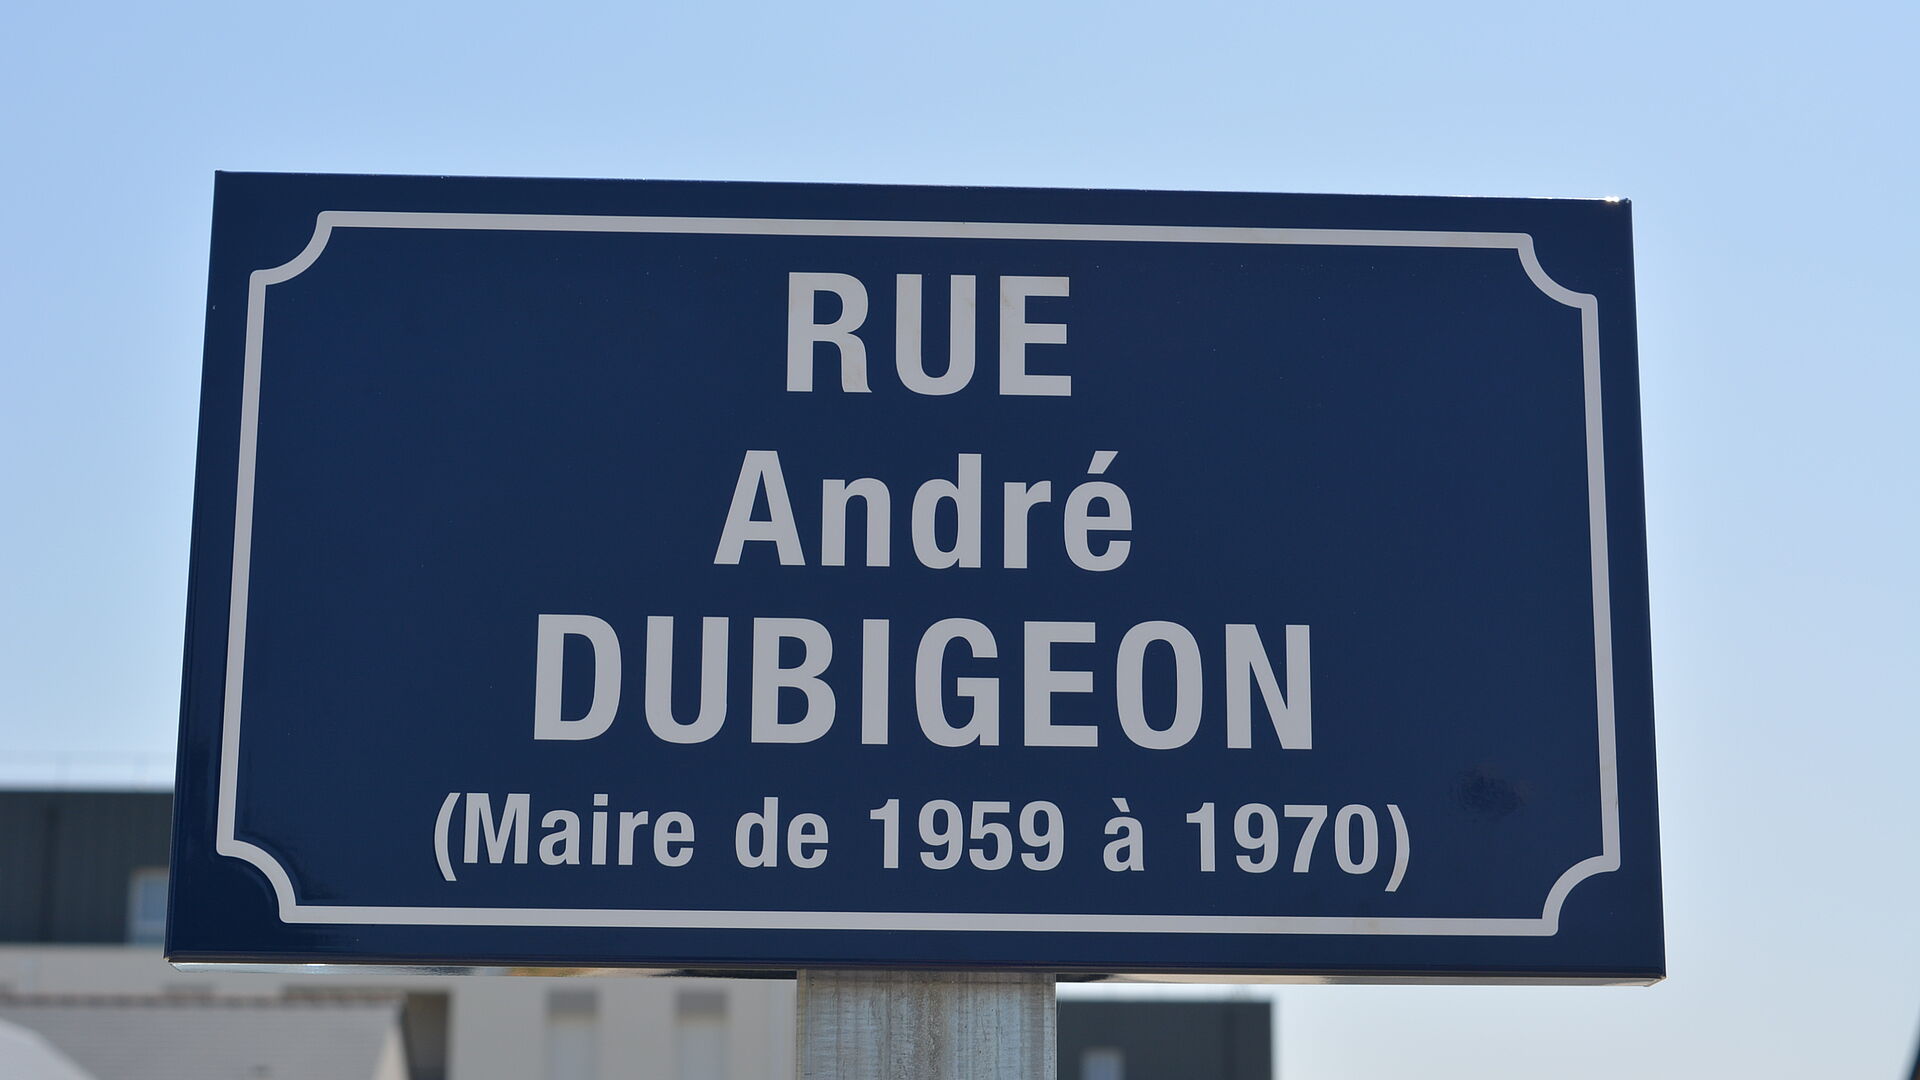 RUE
André
DUBIGEON
(Maire de 1959 à 1970)